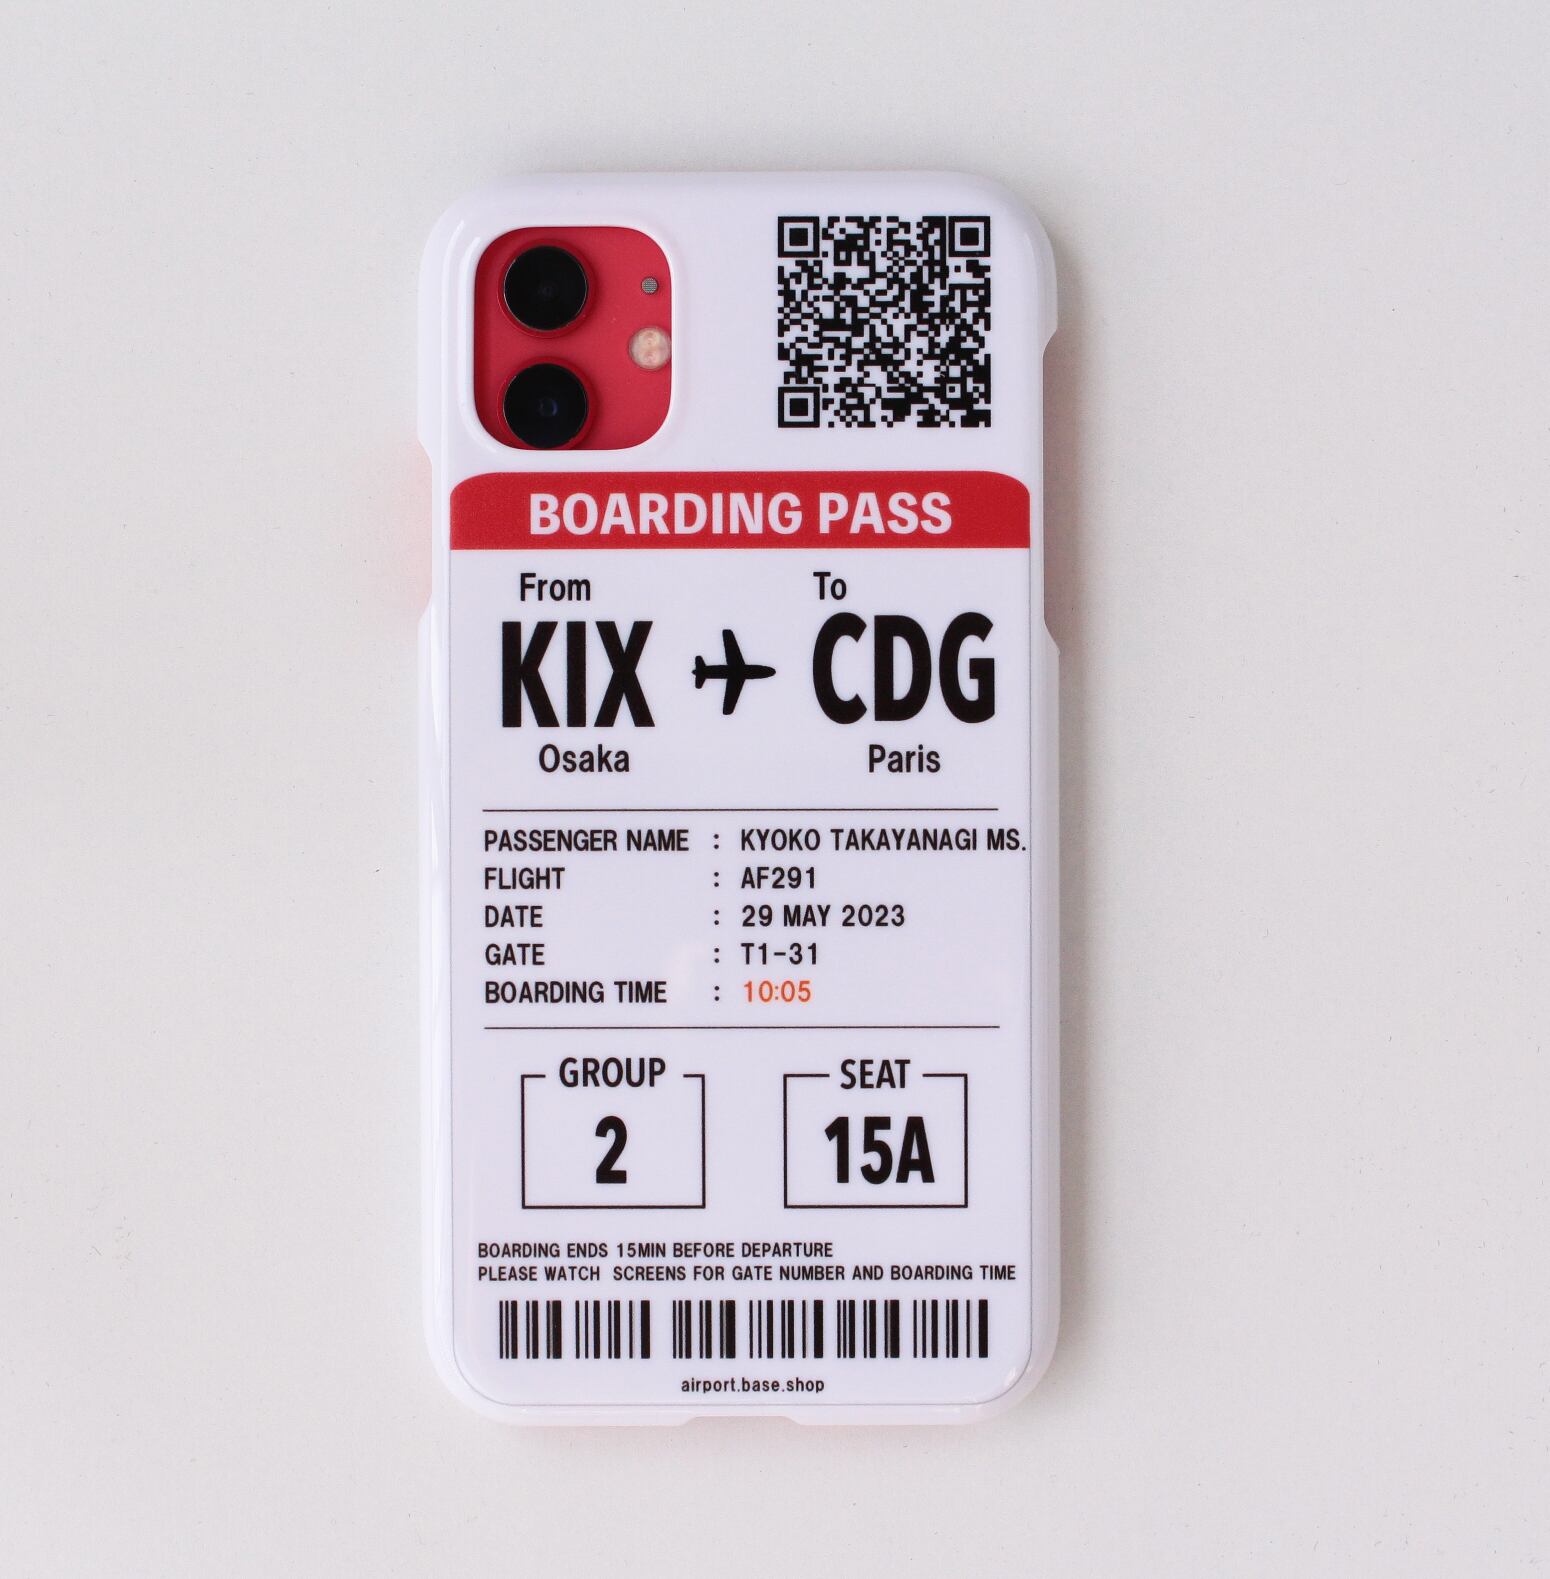 BOARDING PASS
From To
KIX CDG
Osaka Paris
PASSENGER NAME : KYOKO TAKAYANAGI MS.
FLIGHT : AF291
DATE : 29 MAY 2023
GATE : T1-31
BOARDING TIME : 10:05
GROUP SEAT
2 15A
BOARDING ENDS 15MIN BEFORE DEPARTURE
PLEASE WATCH SCREENS FOR GATE NUMBER AND BOARDING TIME
airport.base.shop